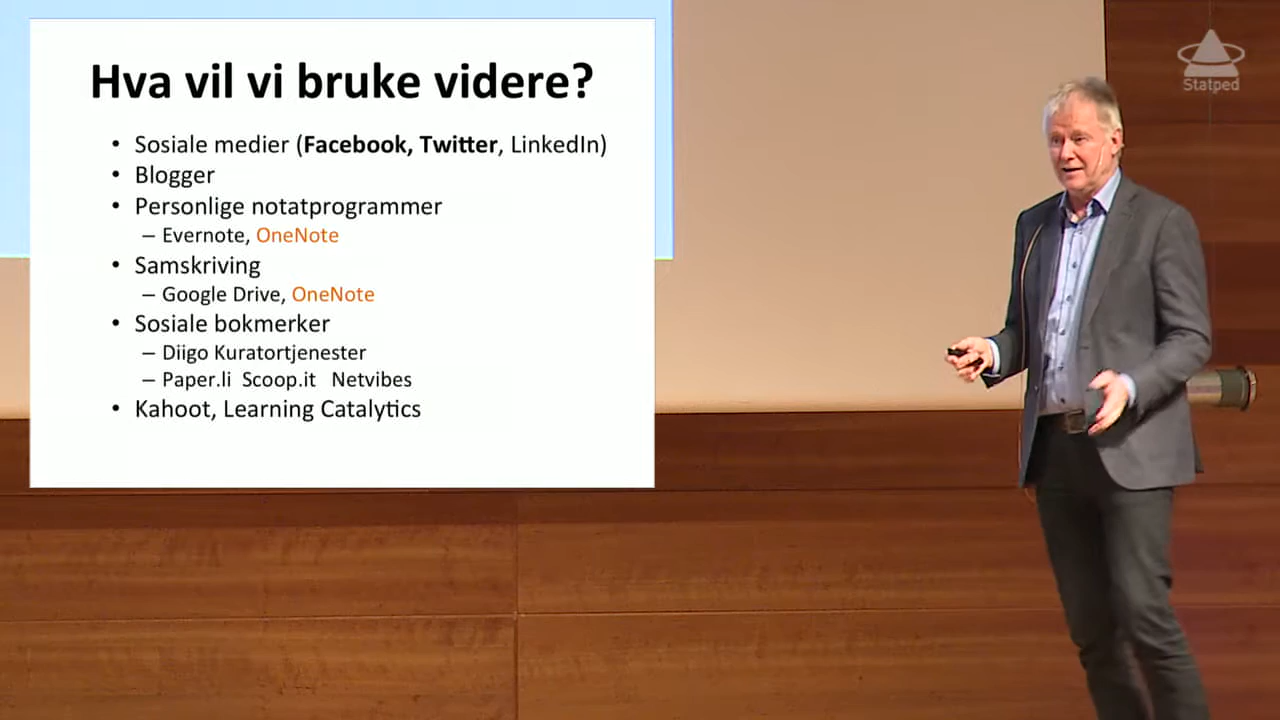 Hva vil vi bruke videre?
• Sosiale medier (Facebook, Twitter, LinkedIn)
• Blogger
• Personlige notatprogrammer
– Evernote, OneNote
• Samskriving
– Google Drive, OneNote
• Sosiale bokmerker
– Diigo Kuratortjenester
– Paper.li Scoop.it Netvibes
• Kahoot, Learning Catalytics
Statped